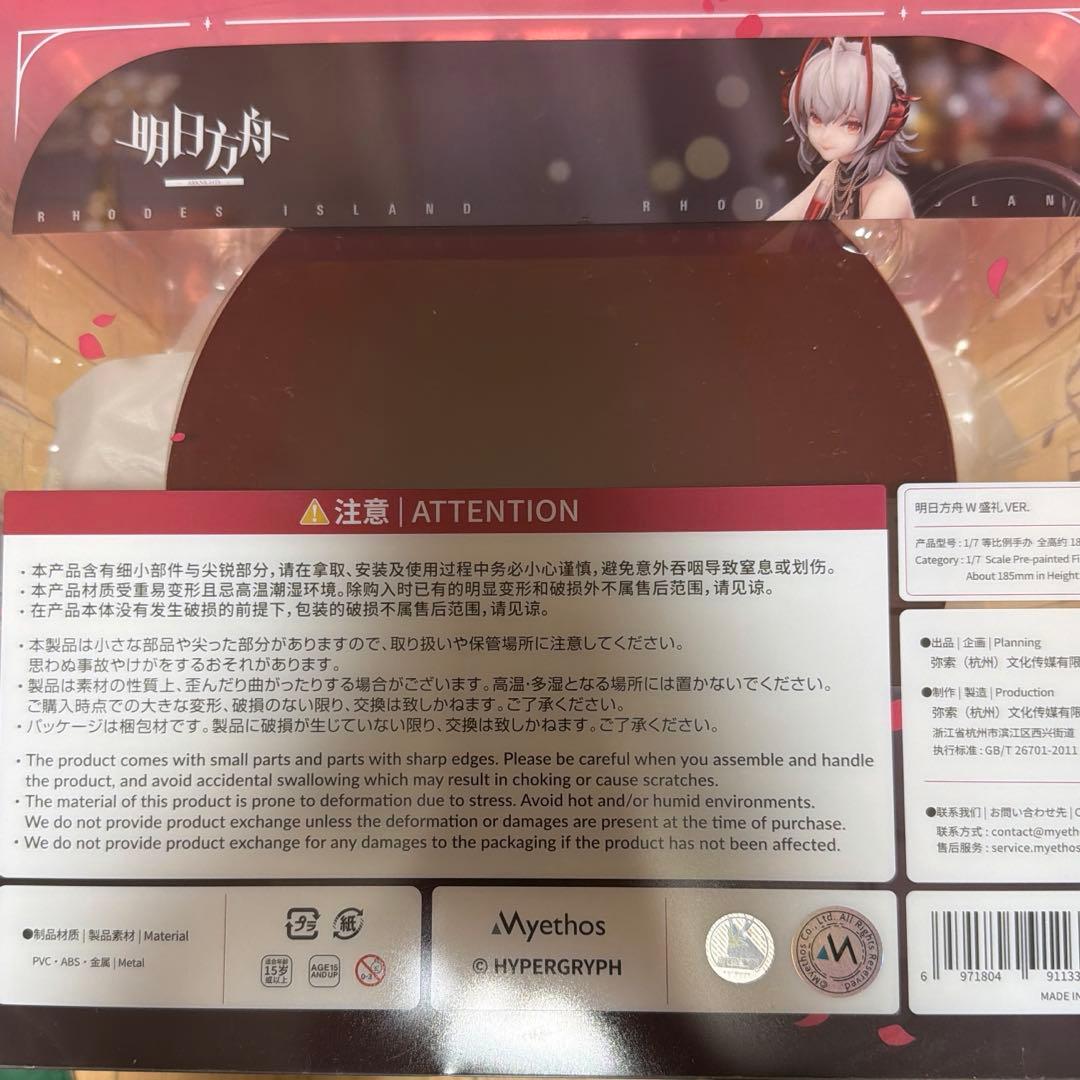 明日方舟
ARKNIGHTS
RHODES ISLAND RHOD LAN
注意 | ATTENTION
・本产品含有细小部件与尖锐部分,请在拿取、安装及使用过程中务必小心谨慎,避免意外吞咽导致窒息或划伤。
・本产品材质受重易变形且忌高温潮湿环境。除购入时已有的明显变形和破损外不属售后范围,请见谅。
・在产品本体没有发生破损的前提下,包装的破损不属售后范围,请见谅。
・本製品は小さな部品や尖った部分がありますので、取り扱いや保管場所に注意してください。
思わぬ事故やけがをするおそれがあります。
・製品は素材の性質上、歪んだり曲がったりする場合がございます。高温・多湿となる場所には置かないでください。
ご購入時点での大きな変形、破損のない限り、交換は致しかねます。ご了承ください。
・パッケージは梱包材です。製品に破損が生じていない限り、交換は致しかねます。ご了承ください。
・The product comes with small parts and parts with sharp edges. Please be careful when you assemble and handle
the product, and avoid accidental swallowing which may result in choking or cause scratches.
・The material of this product is prone to deformation due to stress. Avoid hot and/or humid environments.
We do not provide product exchange unless the deformation or damages are present at the time of purchase.
・We do not provide product exchange for any damages to the packaging if the product has not been affected.
明日方舟 W 盛礼 VER.
产品型号 : 1/7 等比例手办 全高约 18
Category : 1/7 Scale Pre-painted Fi
About 185mm in Height
●出品 | 企画 | Planning
弥索（杭州）文化传媒有限
●制作 | 製造 | Production
弥索（杭州）文化传媒有限
浙江省杭州市滨江区西兴街道
执行标准 : GB/T 26701-2011
●联系我们 | お問い合わせ先 | C
联系方式 : contact@myeth
售后服务 : service.myethos
●制品材质 | 製品素材 | Material
PVC・ABS・金属 | Metal
プラ 紙
适合年龄
15岁
或以上
AGE15
AND UP
0-3
Myethos
© HYPERGRYPH
©Myethos Co., Ltd. All Rights Reserved.
6 971804 91133
MADE IN